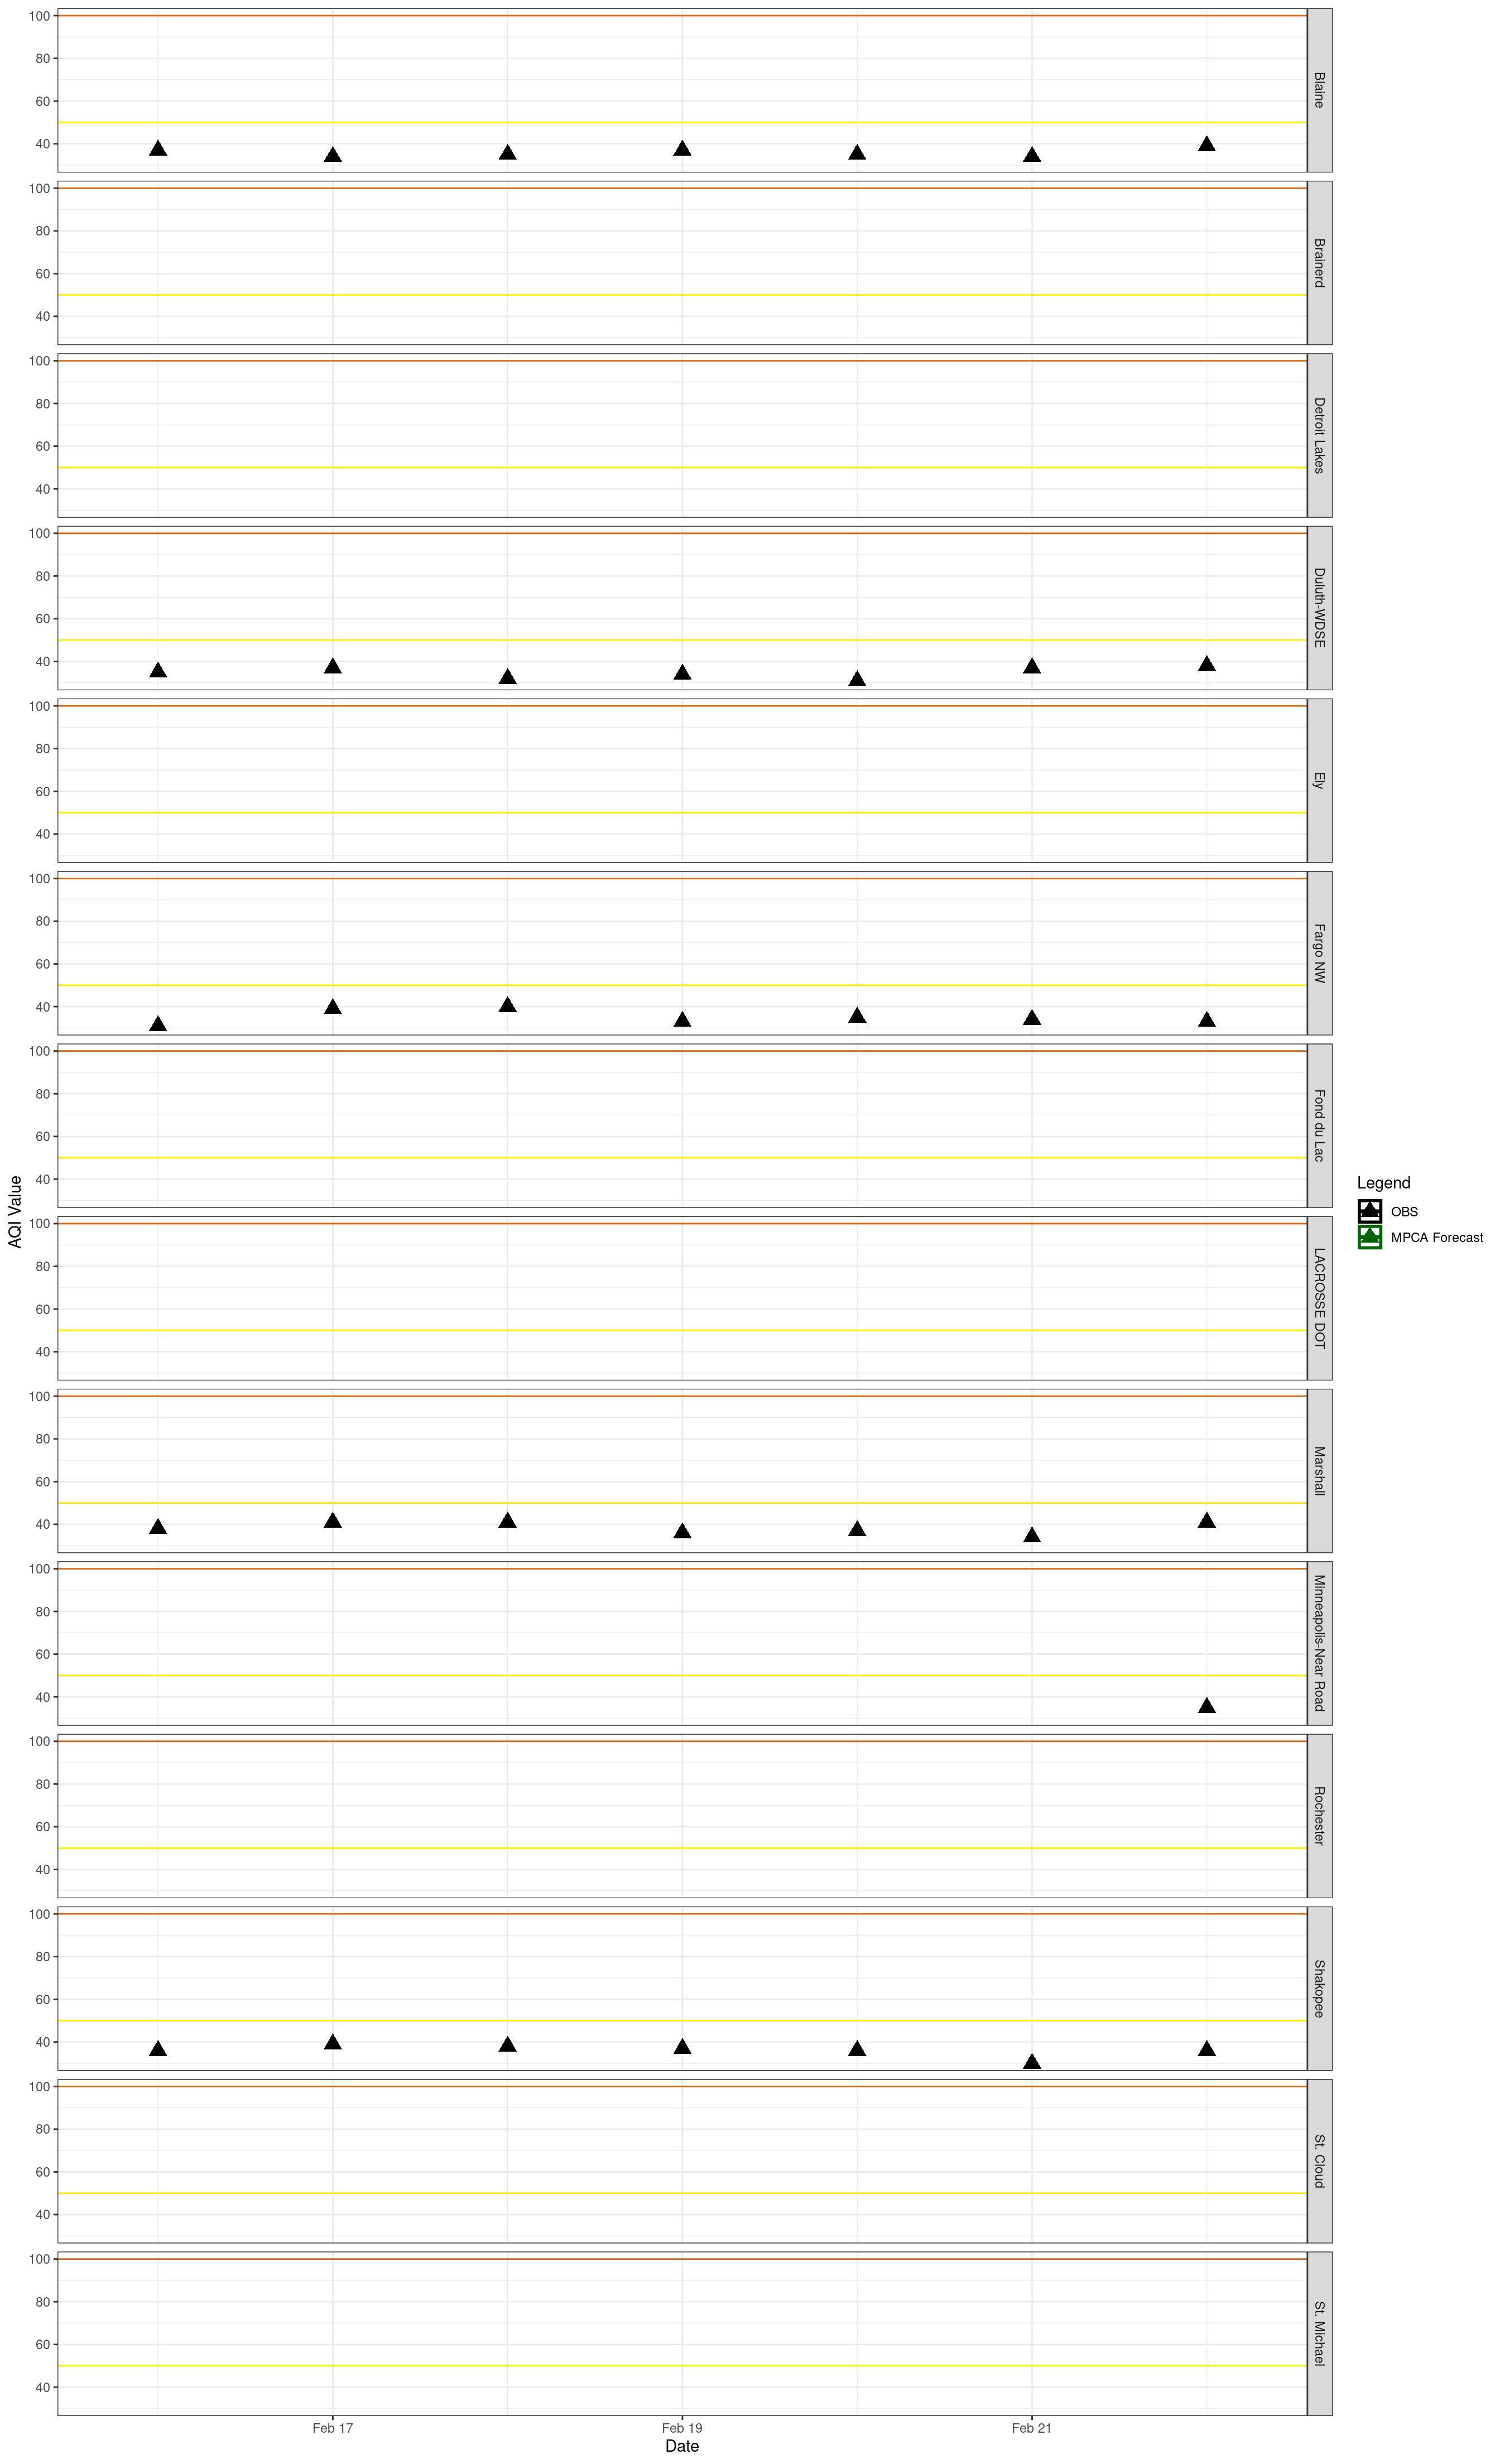 100
80
60
40
Blaine
100
80
60
40
Brainerd
100
80
60
40
Detroit Lakes
100
80
60
40
Duluth-WDSE
100
80
60
40
Ely
100
80
60
40
Fargo NW
100
80
60
40
Fond du Lac
100
80
60
40
LACROSSE DOT
100
80
60
40
Marshall
100
80
60
40
Minneapolis-Near Road
100
80
60
40
Rochester
100
80
60
40
Shakopee
100
80
60
40
St. Cloud
100
80
60
40
St. Michael
Feb 17
Feb 19
Feb 21
Date
AQI Value
Legend
OBS
MPCA Forecast